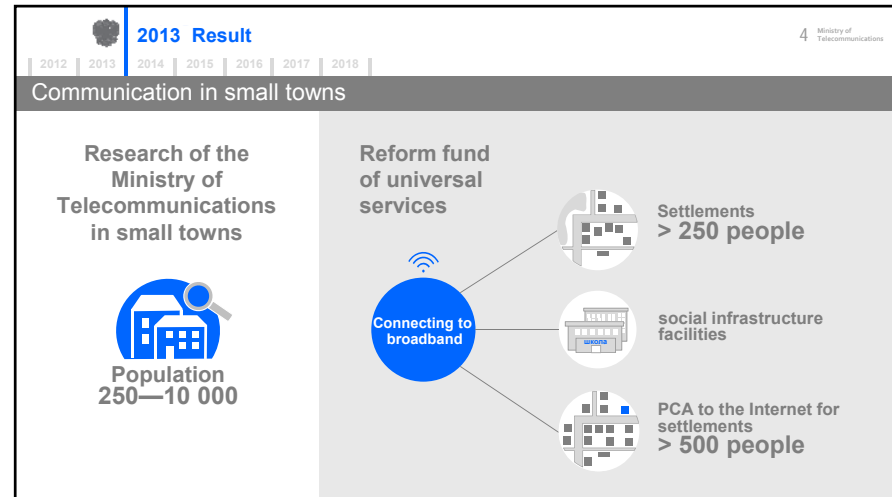 2013 Result
4 Ministry of
Telecommunications
2012 2013 2014 2015 2016 2017 2018
Communication in small towns
Research of the
Ministry of
Telecommunications
in small towns
Population
250—10 000
Reform fund
of universal
services
Connecting to
broadband
Settlements
> 250 people
школа
social infrastructure
facilities
PCA to the Internet for
settlements
> 500 people